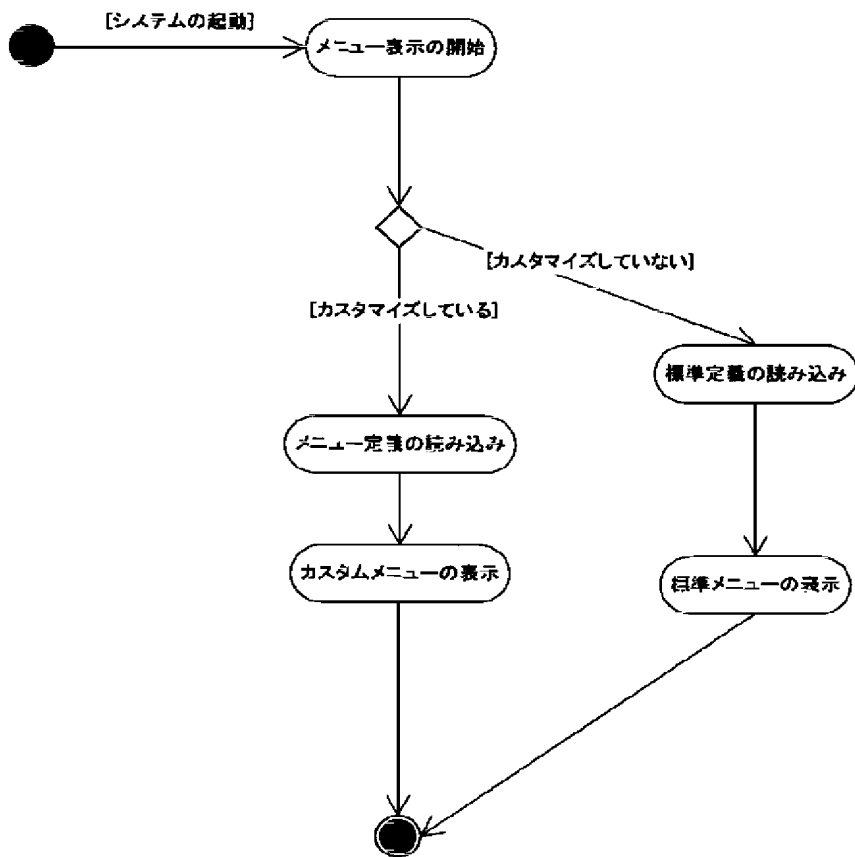 [システムの起動]
メニュー表示の開始
[カスタマイズしていない]
[カスタマイズしている]
標準定義の読み込み
メニュー定義の読み込み
カスタムメニューの表示
標準メニューの表示